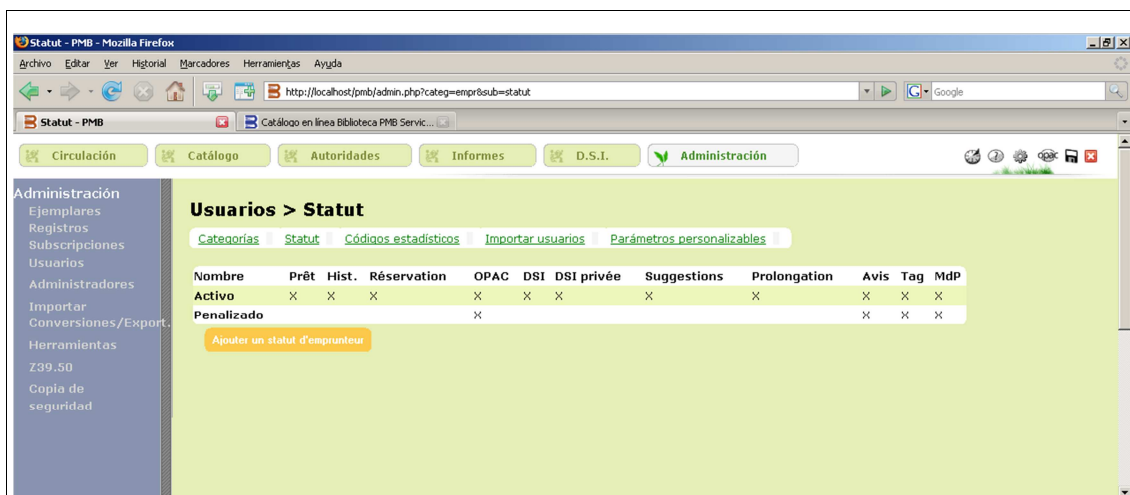 Statut - PMB - Mozilla Firefox
Archivo Editar Ver Historial Marcadores Herramientas Ayuda
http://localhost/pmb/admin.php?categ=empr&sub=statut
Google
Statut - PMB
Catálogo en línea Biblioteca PMB Servic...
Circulación Catálogo Autoridades Informes D.S.I. Administración
opac
Administración
Ejemplares
Registros
Subscripciones
Usuarios
Administradores
Importar
Conversiones/Export.
Herramientas
Z39.50
Copia de
seguridad
Usuarios > Statut
Categorías Statut Códigos estadísticos Importar usuarios Parámetros personalizables
Nombre Prêt Hist. Réservation OPAC DSI DSI privée Suggestions Prolongation Avis Tag MdP
Activo X X X X X X X X X X X
Penalizado X X X X
Ajouter un statut d'emprunteur